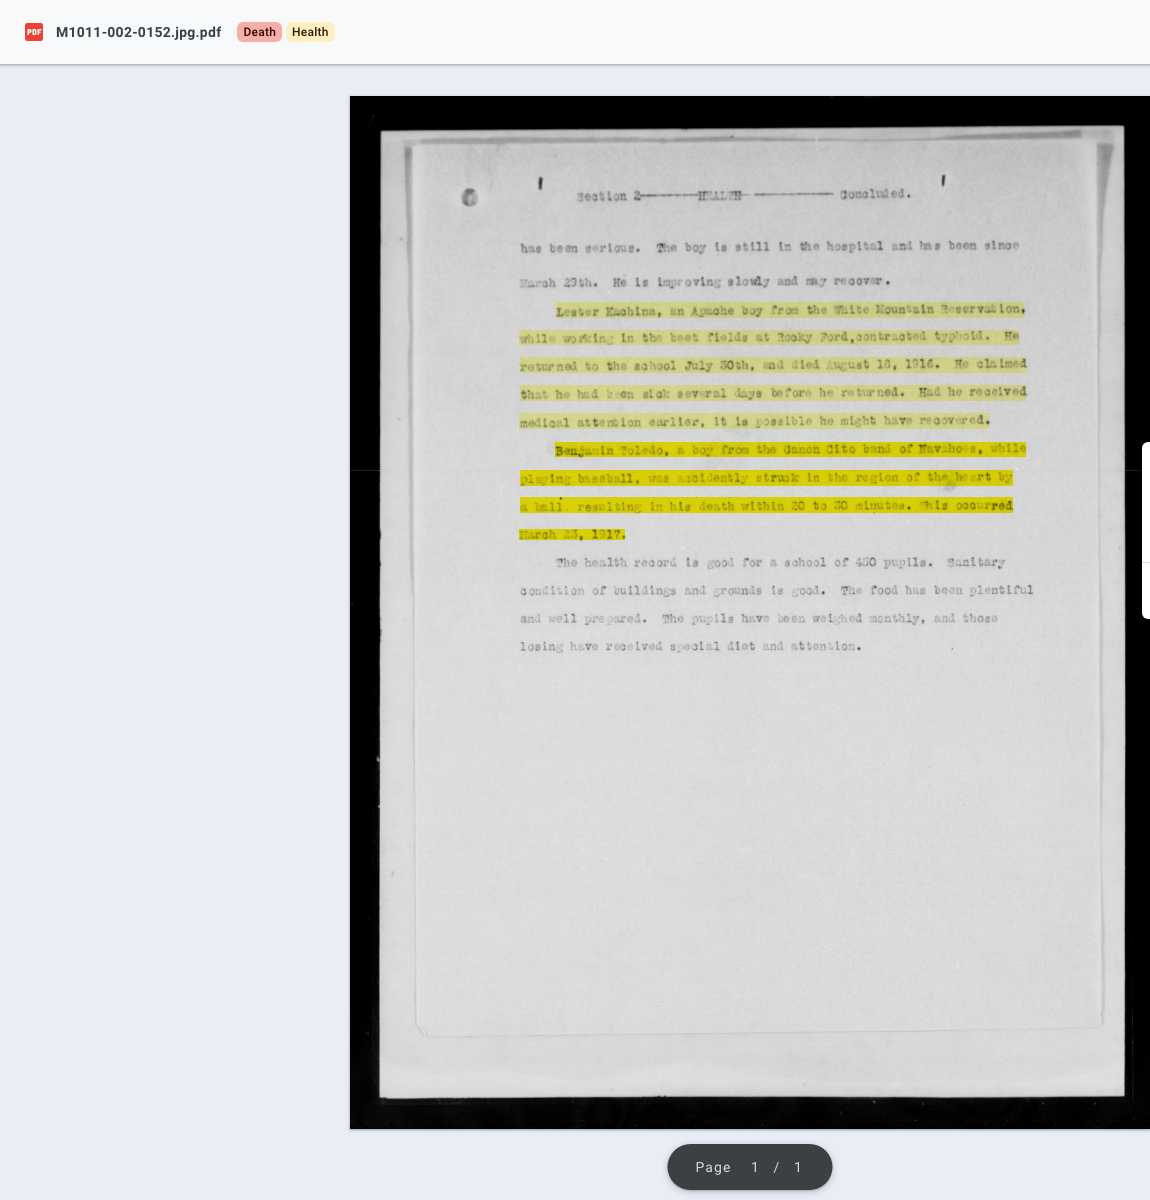 PDF M1011-002-0152.jpg.pdf Death Health
Section 2-------HEALTH---------- Concluded.
has been serious. The boy is still in the hospital and has been since
March 29th. He is improving slowly and may recover.
Lester Kachina, an Apache boy from the White Mountain Reservation,
while working in the beet fields at Rocky Ford,contracted typhoid. He
returned to the school July 30th, and died August 18, 1916. He claimed
that he had been sick several days before he returned. Had he received
medical attention earlier, it is possible he might have recovered.
Benjamin Toledo, a boy from the Canon Cito band of Navahoes, while
playing baseball, was accidently struck in the region of the heart by
a ball, resulting in his death within 20 to 30 minutes. This occurred
March 23, 1917.
The health record is good for a school of 450 pupils. Sanitary
condition of buildings and grounds is good. The food has been plentiful
and well prepared. The pupils have been weighed monthly, and those
losing have received special diet and attention.
Page 1 / 1